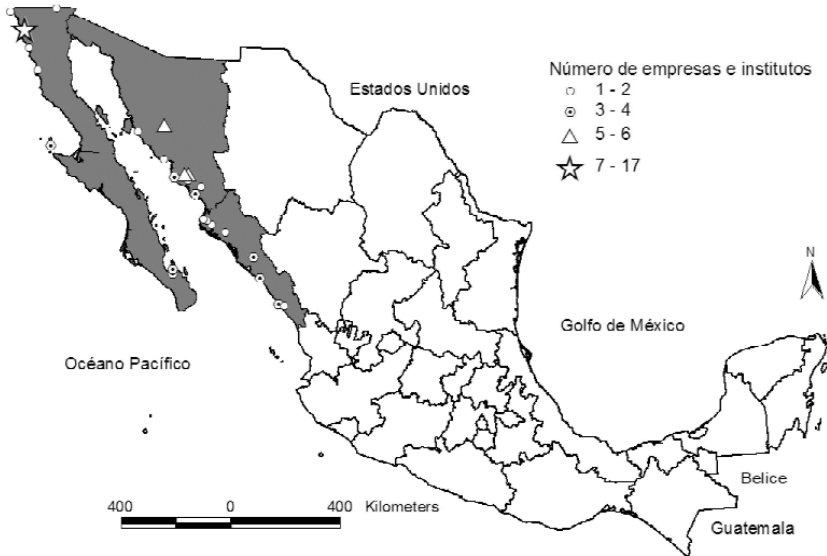 Estados Unidos
Número de empresas e institutos
1 - 2
3 - 4
5 - 6
7 - 17
N
Golfo de México
Océano Pacífico
Belice
Guatemala
400 0 400 Kilometers